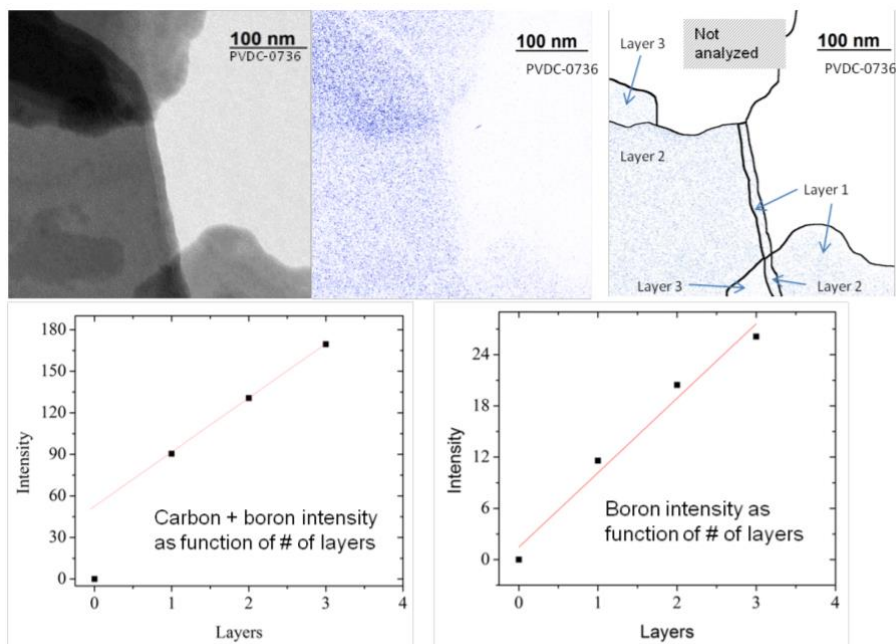 100 nm
PVDC-0736
100 nm
PVDC-0736
Not
analyzed
100 nm
PVDC-0736
Layer 3
Layer 2
Layer 1
Layer 3
Layer 2
180
150
120
90
60
30
0
Intensity
Carbon + boron intensity
as function of # of layers
0 1 2 3 4
Layers
24
18
12
6
0
Intensity
Boron intensity as
function of # of layers
0 1 2 3 4
Layers